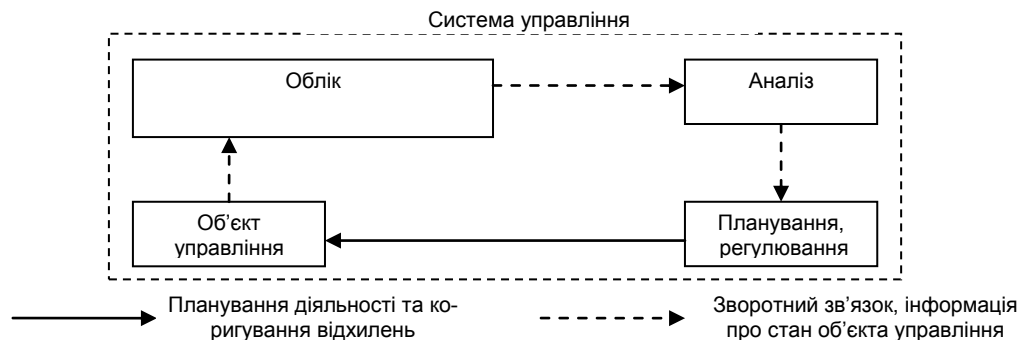 Система управління
Облік
Аналіз
Об’єкт
управління
Планування,
регулювання
Планування діяльності та ко-
ригування відхилень
Зворотний зв’язок, інформація
про стан об’єкта управління